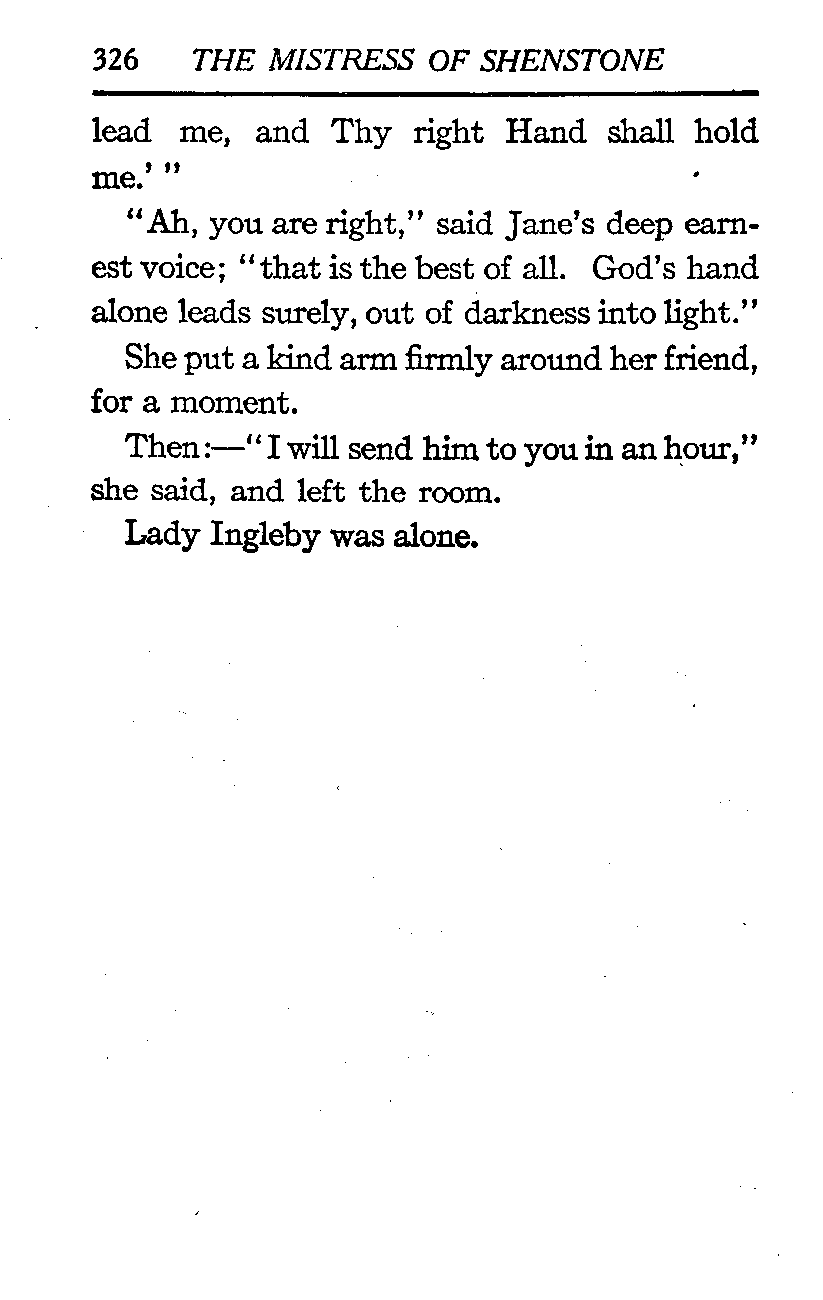 326 THE MISTRESS OF SHENSTONE
lead me, and Thy right Hand shall hold
me.' "
"Ah, you are right," said Jane's deep earn-
est voice; "that is the best of all. God's hand
alone leads surely, out of darkness into light."
She put a kind arm firmly around her friend,
for a moment.
Then:—"I will send him to you in an hour,"
she said, and left the room.
Lady Ingleby was alone.